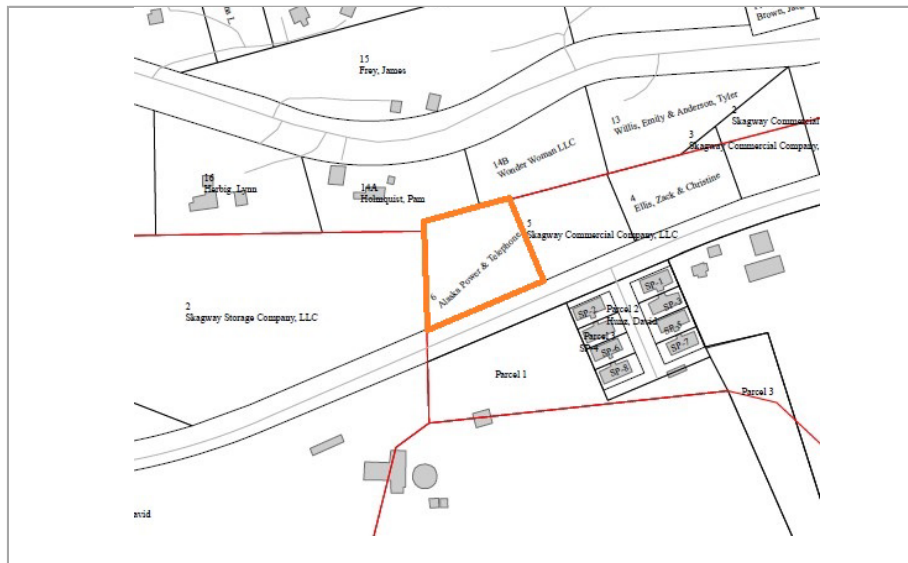 15
Frey, James
Brown, Jack
13
Willis, Emily & Anderson, Tyler
2
Skagway Commercial
3
Skagway Commercial Company,
14B
Wonder Woman LLC
16
Herbig, Lynn
14A
Holmquist, Pam
4
Ellis, Zack & Christine
5
Skagway Commercial Company, LLC
6
Alaska Power & Telephone
2
Skagway Storage Company, LLC
SP-1
SP-2
SP-3
Parcel 2
Hunz, David
SP-5
Parcel 3
SP-4
SP-6
SP-7
SP-8
Parcel 1
Parcel 3
avid